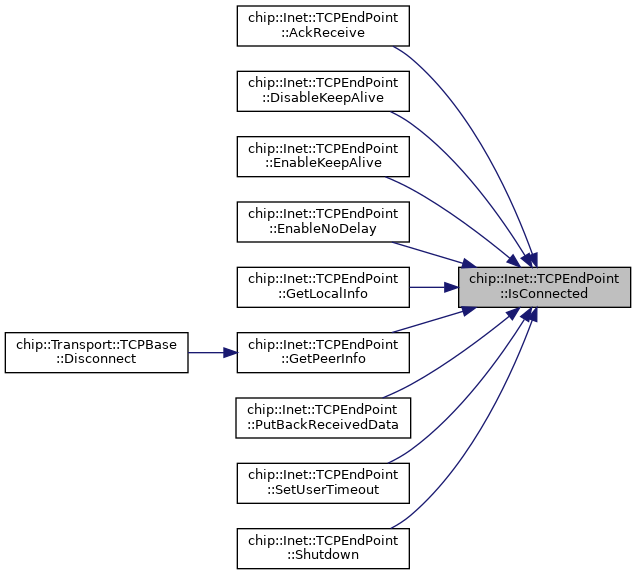 chip::Inet::TCPEndPoint
::AckReceive
chip::Inet::TCPEndPoint
::DisableKeepAlive
chip::Inet::TCPEndPoint
::EnableKeepAlive
chip::Inet::TCPEndPoint
::EnableNoDelay
chip::Inet::TCPEndPoint
::GetLocalInfo
chip::Inet::TCPEndPoint
::IsConnected
chip::Transport::TCPBase
::Disconnect
chip::Inet::TCPEndPoint
::GetPeerInfo
chip::Inet::TCPEndPoint
::PutBackReceivedData
chip::Inet::TCPEndPoint
::SetUserTimeout
chip::Inet::TCPEndPoint
::Shutdown